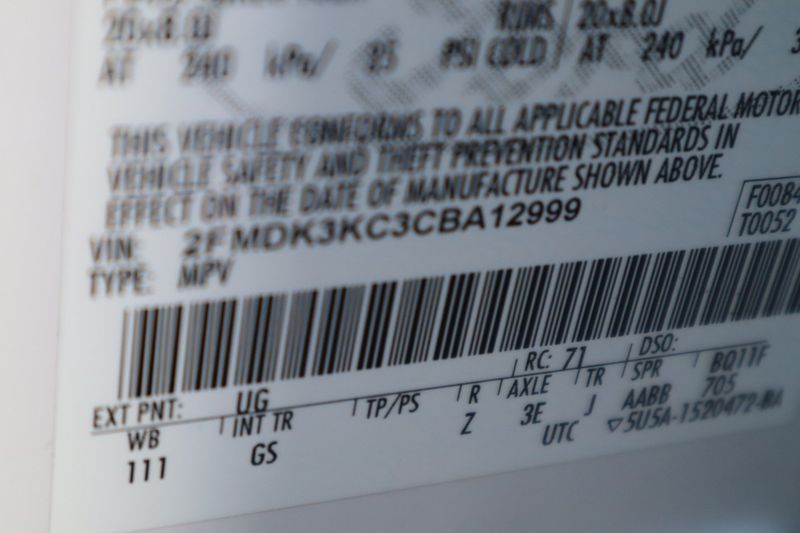 RIMS 20x8.0J
20x8.0J
AT 240 kPa/ 35 PSI COLD AT 240 kPa/ 3
THIS VEHICLE CONFORMS TO ALL APPLICABLE FEDERAL MOTOR
VEHICLE SAFETY AND THEFT PREVENTION STANDARDS IN
EFFECT ON THE DATE OF MANUFACTURE SHOWN ABOVE.
VIN: 2FMDK3KC3CBA12999
F0084
TYPE: MPV
T0052
EXT PNT: UG RC: 71 DSO:
WB INT TR TP/PS R AXLE TR SPR BQ11F
111 GS Z 3E J AABB 705
UTC ▽5U5A-1520472-BA